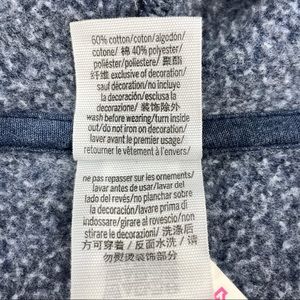 60% cotton/coton/algodón/
cotone/ 棉 40% polyester/
poliéster/poliestere/ 聚酯
纤维 exclusive of decoration/
sauf décoration/no incluye
la decoración/esclusa la
decorazione/ 装饰除外
wash before wearing/turn inside
out/do not iron on decoration/
laver avant le premier usage/
retourner le vêtement à l'envers/
ne pas repasser sur les ornements/
lavar antes de usar/lavar del
lado del revés/no planchar sobre
la decoración/lavare prima di
indossare/girare al rovescio/non
stirare le decorazioni/ 洗涤后
方可穿着/ 反面水洗 /请
勿熨烫装饰部分